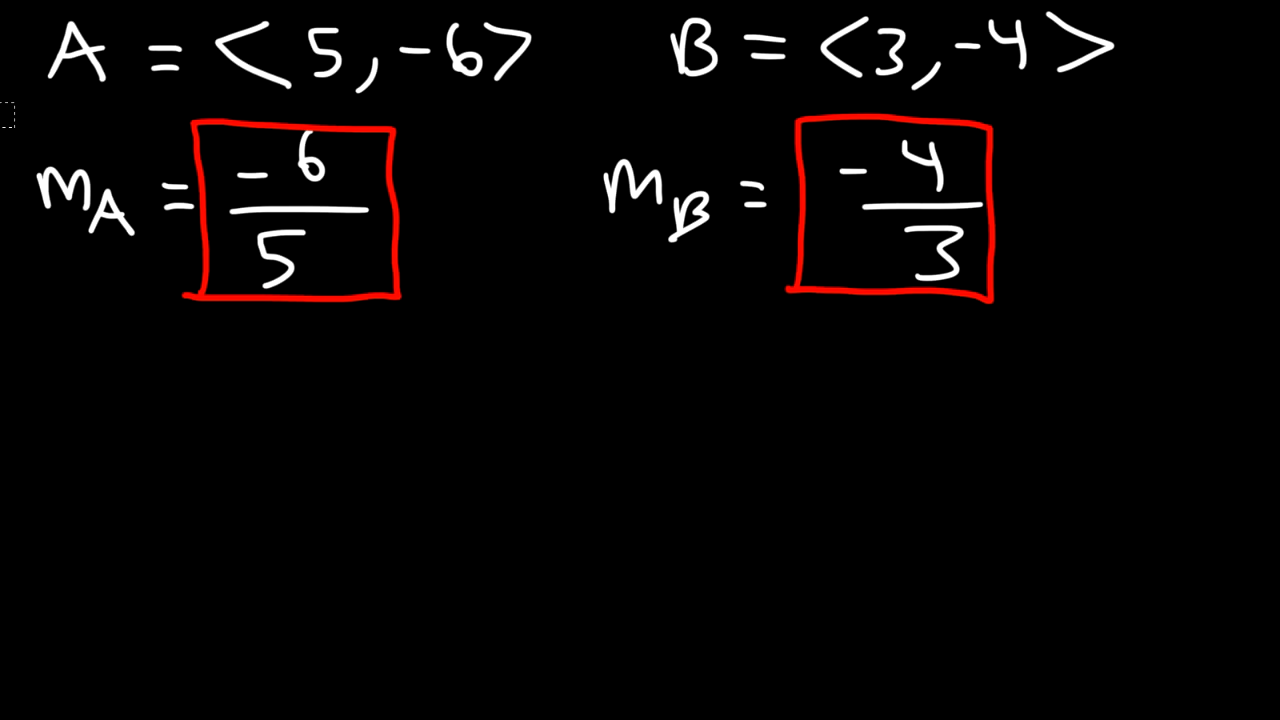 A = <5, -6> B = <3, -4>
mA = -6/5 mB = -4/3